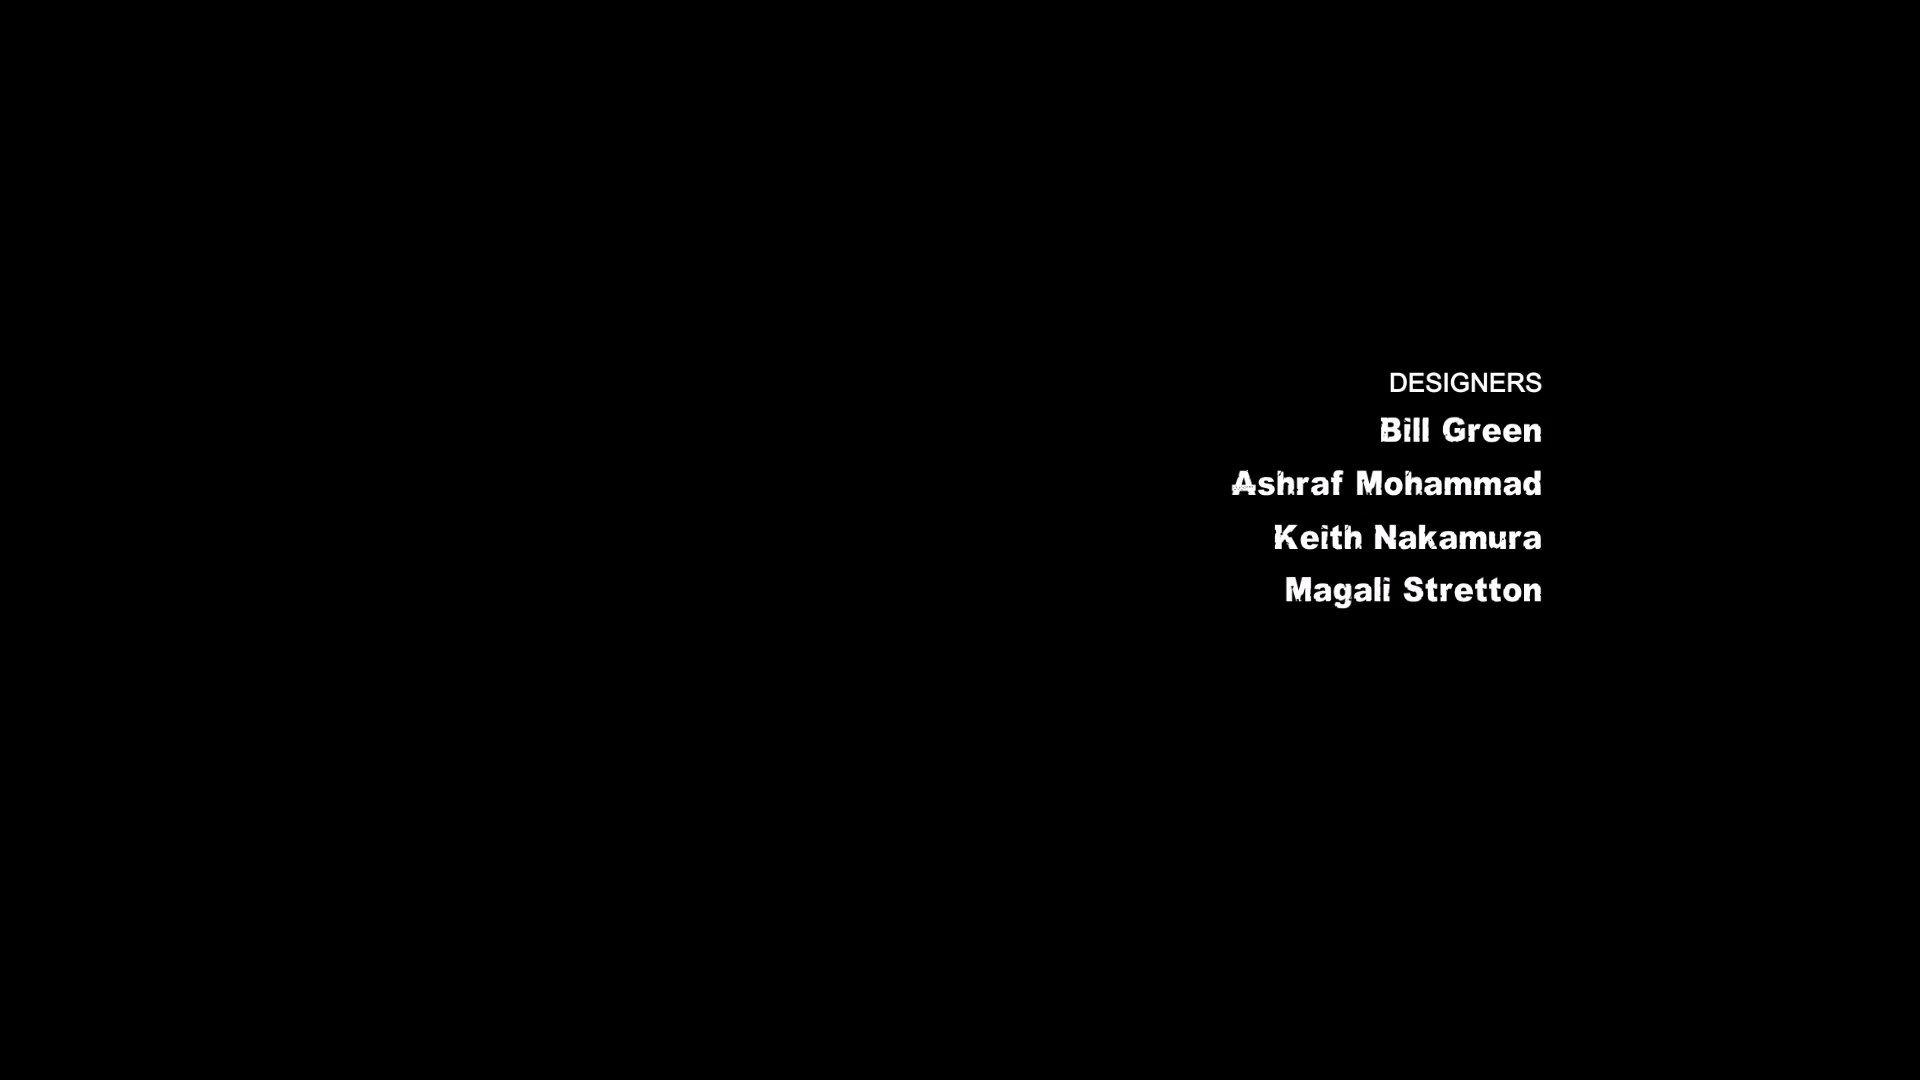 DESIGNERS
Bill Green
Ashraf Mohammad
Keith Nakamura
Magali Stretton